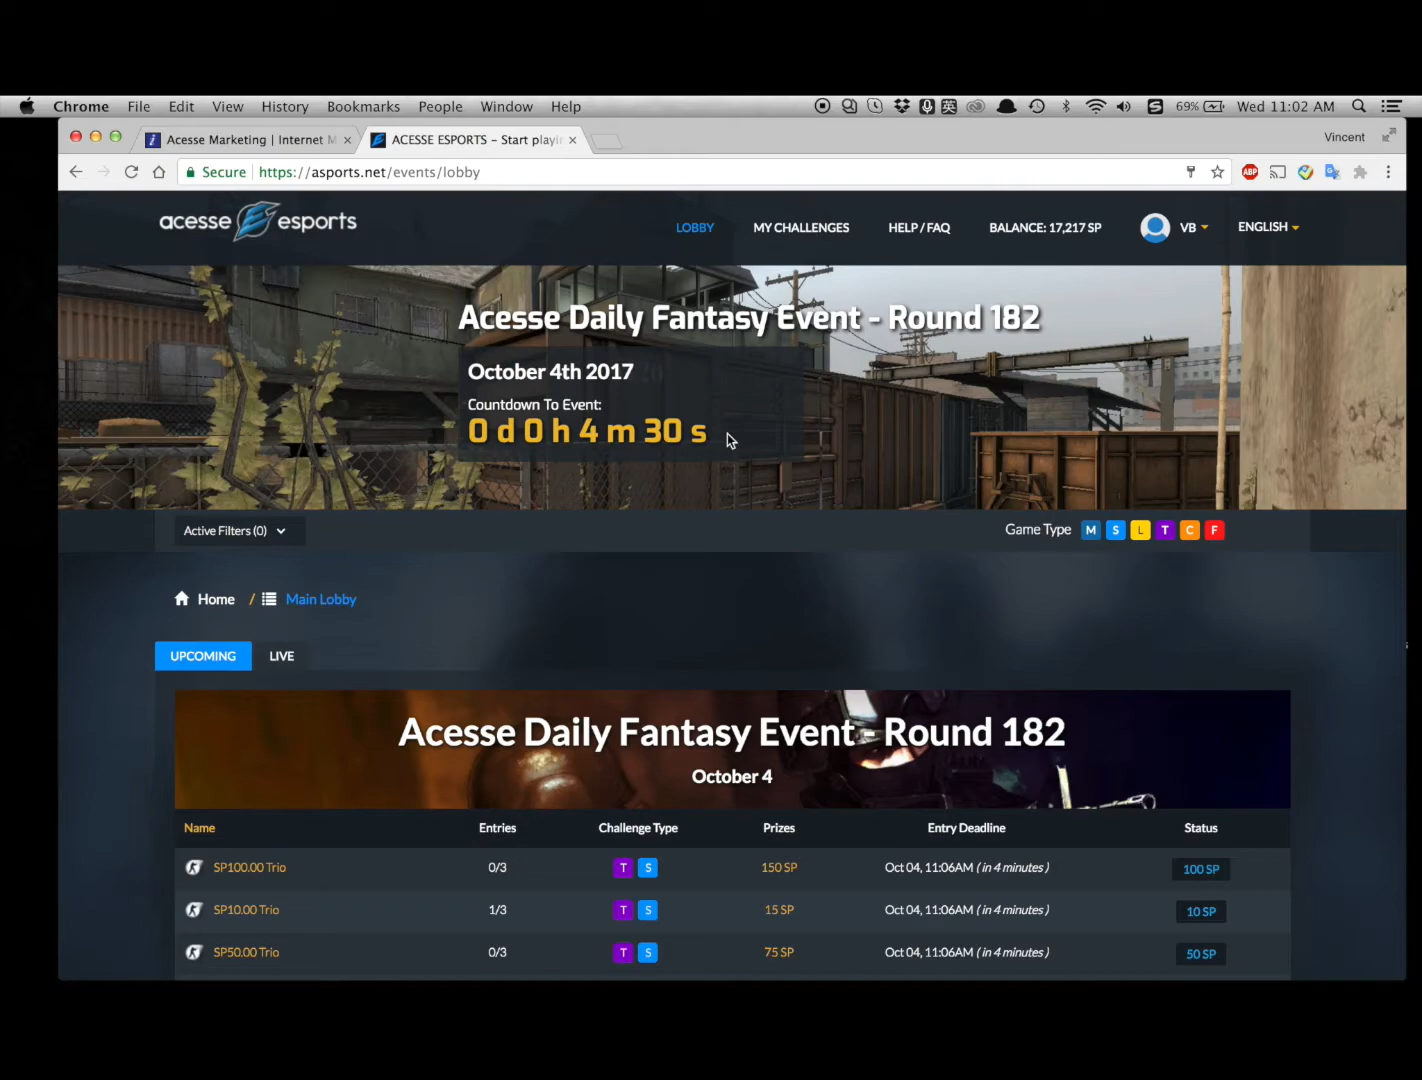 Chrome File Edit View History Bookmarks People Window Help 英 69% Wed 11:02 AM
Acesse Marketing | Internet M × ACESSE ESPORTS – Start playin × Vincent
Secure https://asports.net/events/lobby ABP
acesse esports LOBBY MY CHALLENGES HELP / FAQ BALANCE: 17,217 SP VB ENGLISH
Acesse Daily Fantasy Event - Round 182
October 4th 2017
Countdown To Event:
0 d 0 h 4 m 30 s
Active Filters (0) Game Type M S L T C F
Home / Main Lobby
UPCOMING LIVE
Acesse Daily Fantasy Event - Round 182
October 4
Name Entries Challenge Type Prizes Entry Deadline Status
SP100.00 Trio 0/3 T S 150 SP Oct 04, 11:06AM ( in 4 minutes ) 100 SP
SP10.00 Trio 1/3 T S 15 SP Oct 04, 11:06AM ( in 4 minutes ) 10 SP
SP50.00 Trio 0/3 T S 75 SP Oct 04, 11:06AM ( in 4 minutes ) 50 SP